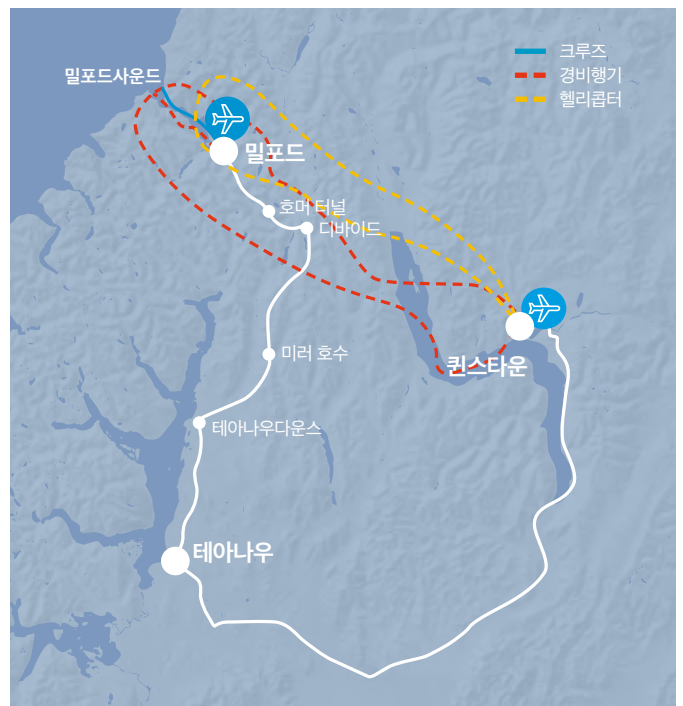 크루즈
경비행기
헬리콥터
밀포드사운드
밀포드
호머 터널
디바이드
미러 호수
퀸스타운
테아나우다운스
테아나우